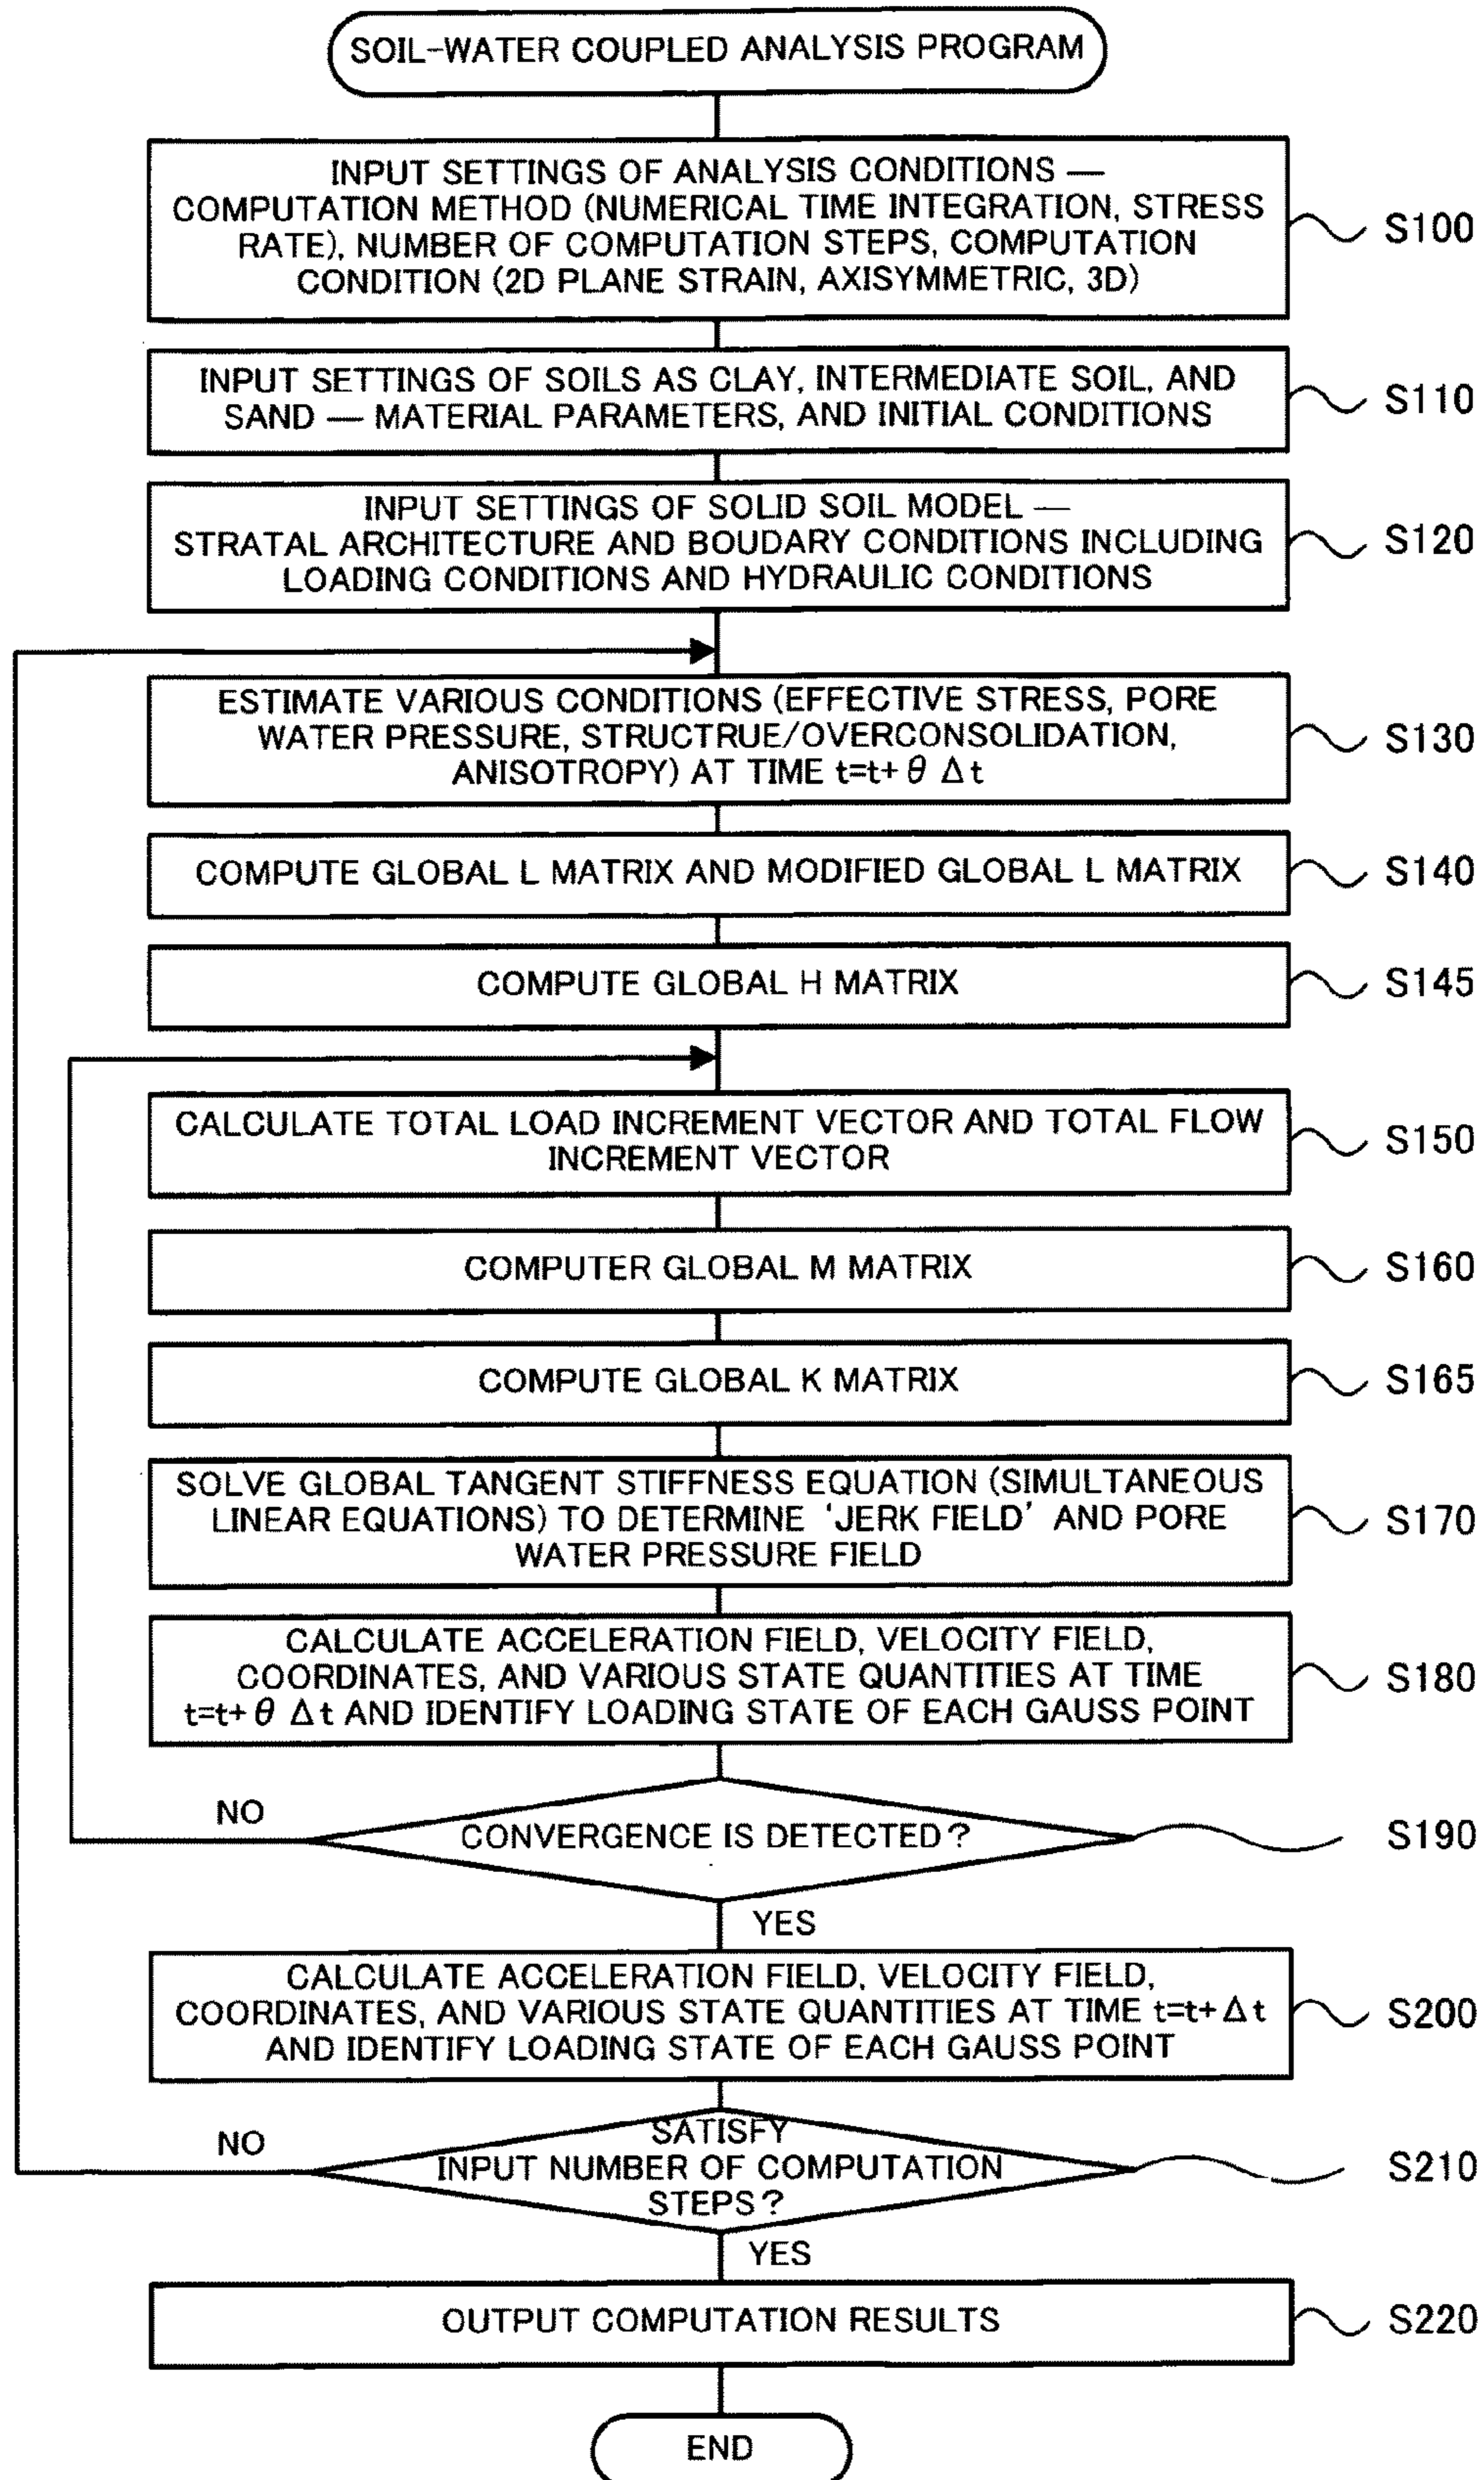 SOIL-WATER COUPLED ANALYSIS PROGRAM
INPUT SETTINGS OF ANALYSIS CONDITIONS —
COMPUTATION METHOD (NUMERICAL TIME INTEGRATION, STRESS
RATE), NUMBER OF COMPUTATION STEPS, COMPUTATION
CONDITION (2D PLANE STRAIN, AXISYMMETRIC, 3D)
S100
INPUT SETTINGS OF SOILS AS CLAY, INTERMEDIATE SOIL, AND
SAND — MATERIAL PARAMETERS, AND INITIAL CONDITIONS
S110
INPUT SETTINGS OF SOLID SOIL MODEL —
STRATAL ARCHITECTURE AND BOUDARY CONDITIONS INCLUDING
LOADING CONDITIONS AND HYDRAULIC CONDITIONS
S120
ESTIMATE VARIOUS CONDITIONS (EFFECTIVE STRESS, PORE
WATER PRESSURE, STRUCTRUE/OVERCONSOLIDATION,
ANISOTROPY) AT TIME t=t+ θ Δt
S130
COMPUTE GLOBAL L MATRIX AND MODIFIED GLOBAL L MATRIX
S140
COMPUTE GLOBAL H MATRIX
S145
CALCULATE TOTAL LOAD INCREMENT VECTOR AND TOTAL FLOW
INCREMENT VECTOR
S150
COMPUTER GLOBAL M MATRIX
S160
COMPUTE GLOBAL K MATRIX
S165
SOLVE GLOBAL TANGENT STIFFNESS EQUATION (SIMULTANEOUS
LINEAR EQUATIONS) TO DETERMINE 'JERK FIELD' AND PORE
WATER PRESSURE FIELD
S170
CALCULATE ACCELERATION FIELD, VELOCITY FIELD,
COORDINATES, AND VARIOUS STATE QUANTITIES AT TIME
t=t+ θ Δt AND IDENTIFY LOADING STATE OF EACH GAUSS POINT
S180
NO
CONVERGENCE IS DETECTED?
S190
YES
CALCULATE ACCELERATION FIELD, VELOCITY FIELD,
COORDINATES, AND VARIOUS STATE QUANTITIES AT TIME t=t+Δt
AND IDENTIFY LOADING STATE OF EACH GAUSS POINT
S200
NO
SATISFY
INPUT NUMBER OF COMPUTATION
STEPS?
S210
YES
OUTPUT COMPUTATION RESULTS
S220
END